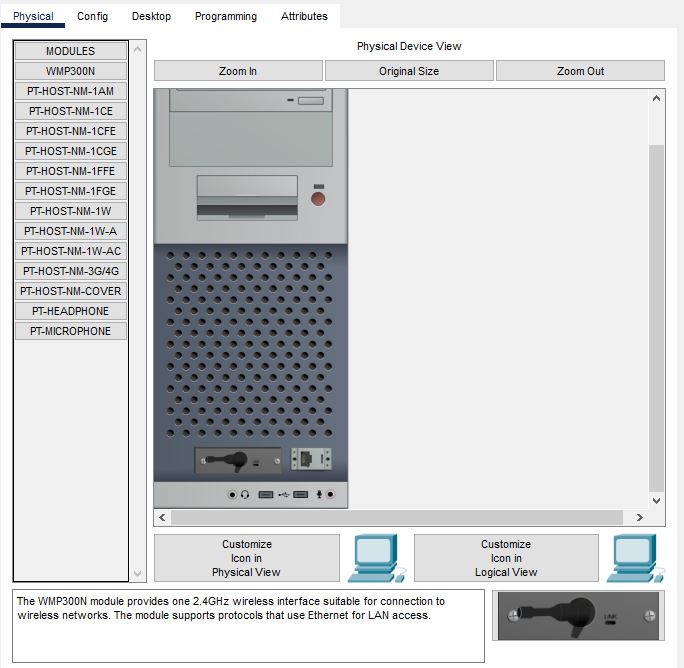 Physical Config Desktop Programming Attributes
MODULES
WMP300N
PT-HOST-NM-1AM
PT-HOST-NM-1CE
PT-HOST-NM-1CFE
PT-HOST-NM-1CGE
PT-HOST-NM-1FFE
PT-HOST-NM-1FGE
PT-HOST-NM-1W
PT-HOST-NM-1W-A
PT-HOST-NM-1W-AC
PT-HOST-NM-3G/4G
PT-HOST-NM-COVER
PT-HEADPHONE
PT-MICROPHONE
Physical Device View
Zoom In Original Size Zoom Out
Customize
Icon in
Physical View
Customize
Icon in
Logical View
The WMP300N module provides one 2.4GHz wireless interface suitable for connection to
wireless networks. The module supports protocols that use Ethernet for LAN access.
LINK